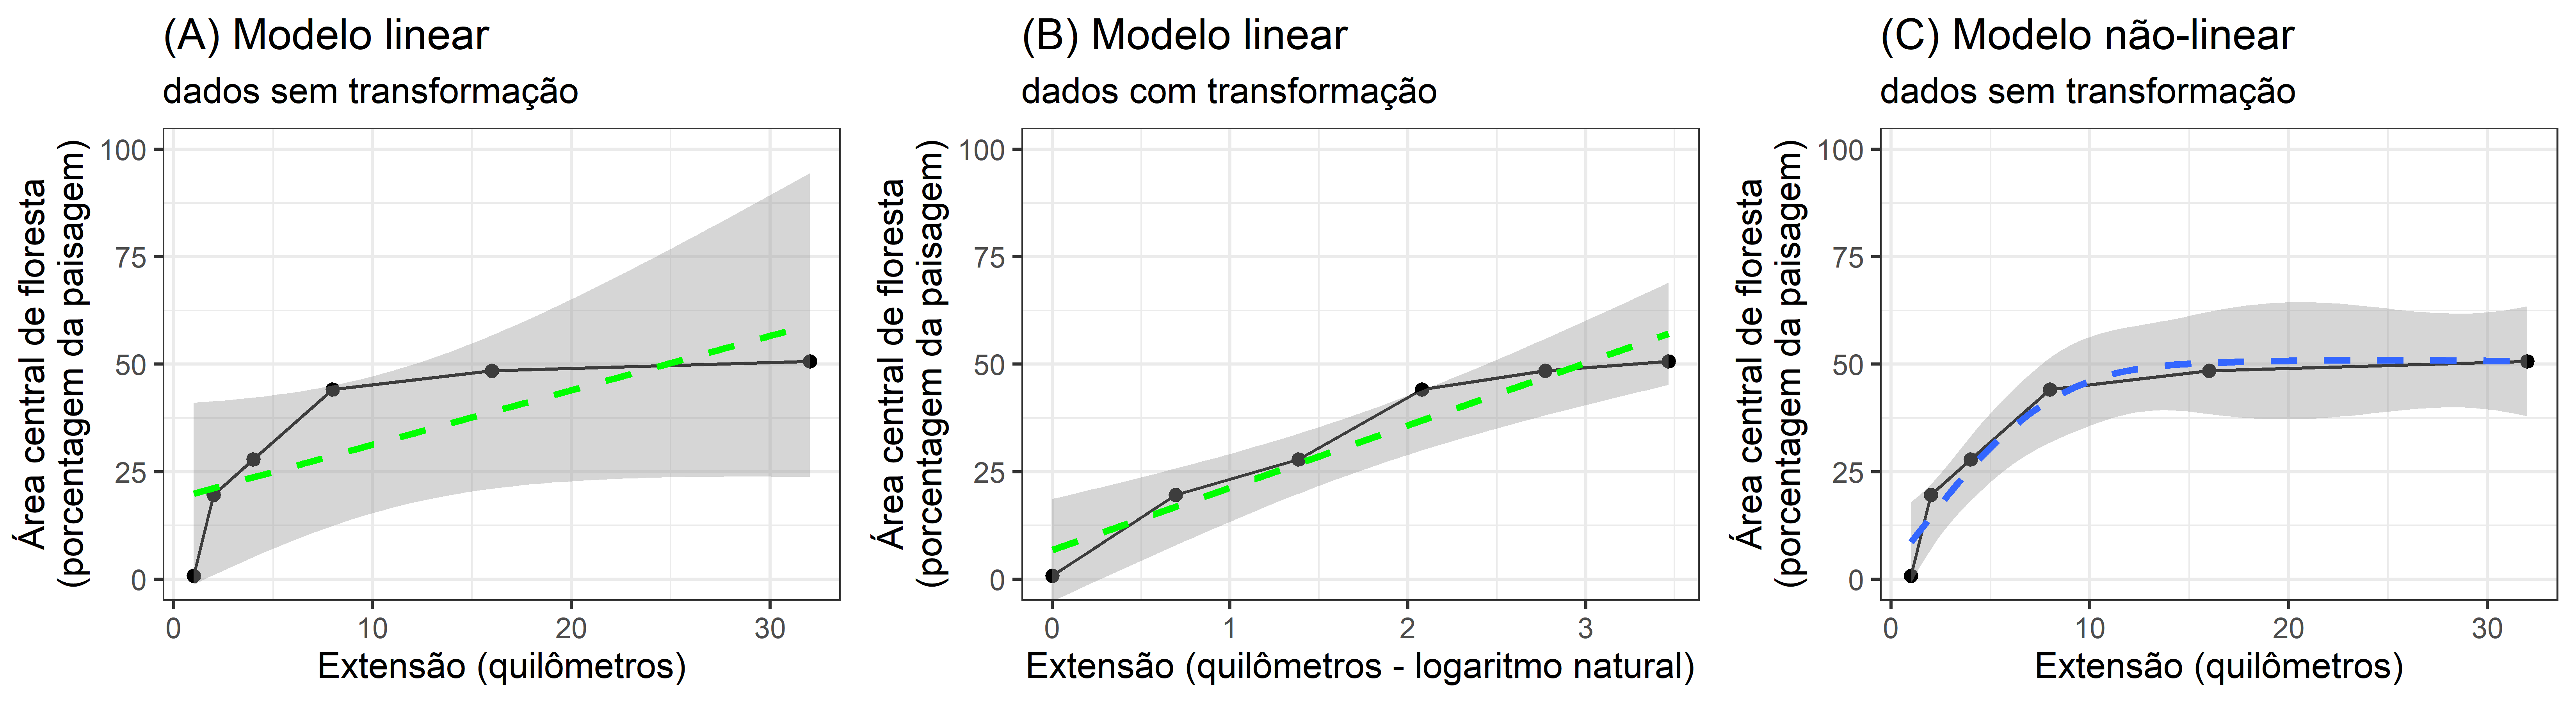 (A) Modelo linear
dados sem transformação
Área central de floresta
(porcentagem da paisagem)
100
75
50
25
0
0 10 20 30
Extensão (quilômetros)
(B) Modelo linear
dados com transformação
Área central de floresta
(porcentagem da paisagem)
100
75
50
25
0
0 1 2 3
Extensão (quilômetros - logaritmo natural)
(C) Modelo não-linear
dados sem transformação
Área central de floresta
(porcentagem da paisagem)
100
75
50
25
0
0 10 20 30
Extensão (quilômetros)